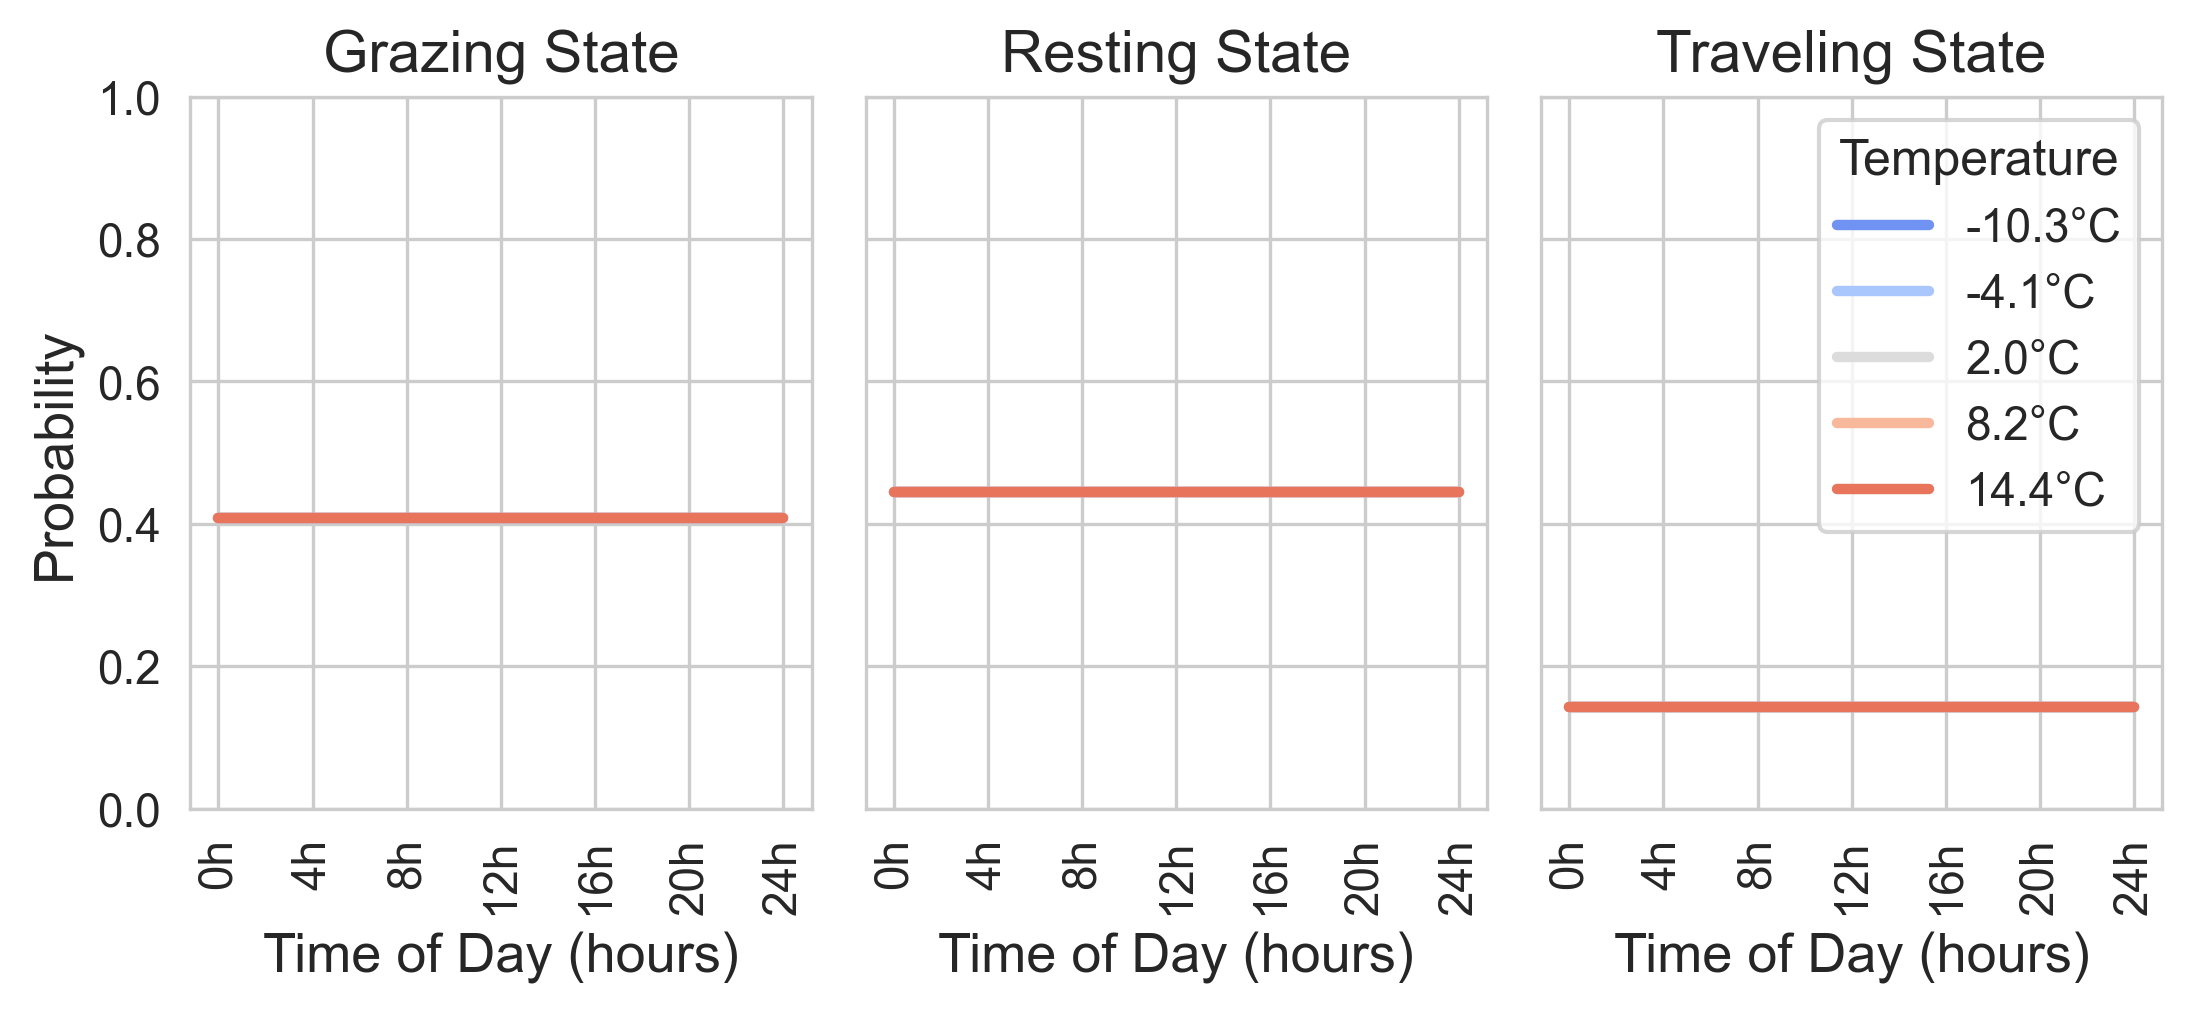 Grazing State
Resting State
Traveling State
Probability
1.0
0.8
0.6
0.4
0.2
0.0
Temperature
-10.3°C
-4.1°C
2.0°C
8.2°C
14.4°C
0h 4h 8h 12h 16h 20h 24h
0h 4h 8h 12h 16h 20h 24h
0h 4h 8h 12h 16h 20h 24h
Time of Day (hours)
Time of Day (hours)
Time of Day (hours)